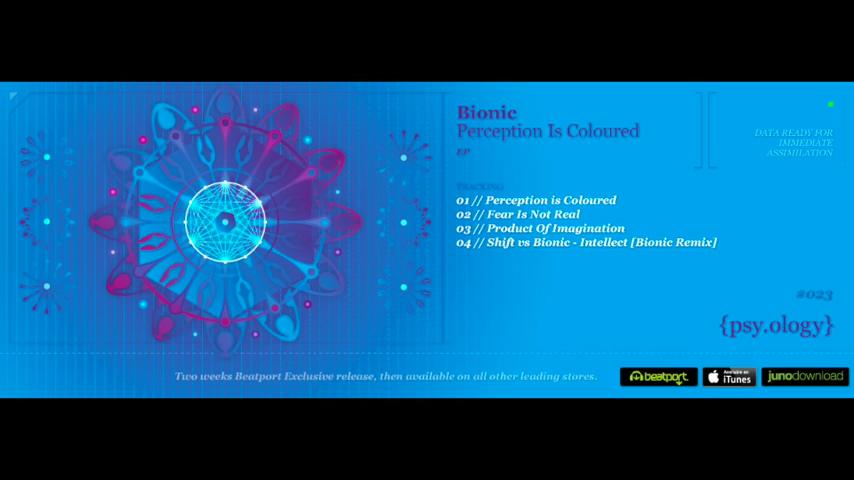 Bionic
Perception Is Coloured
EP
DATA READY FOR
IMMEDIATE
ASSIMILATION
TRACKING
01 // Perception is Coloured
02 // Fear Is Not Real
03 // Product Of Imagination
04 // Shift vs Bionic - Intellect [Bionic Remix]
#023
{psy.ology}
Two weeks Beatport Exclusive release, then available on all other leading stores.
beatport
Available on
iTunes
junodownload